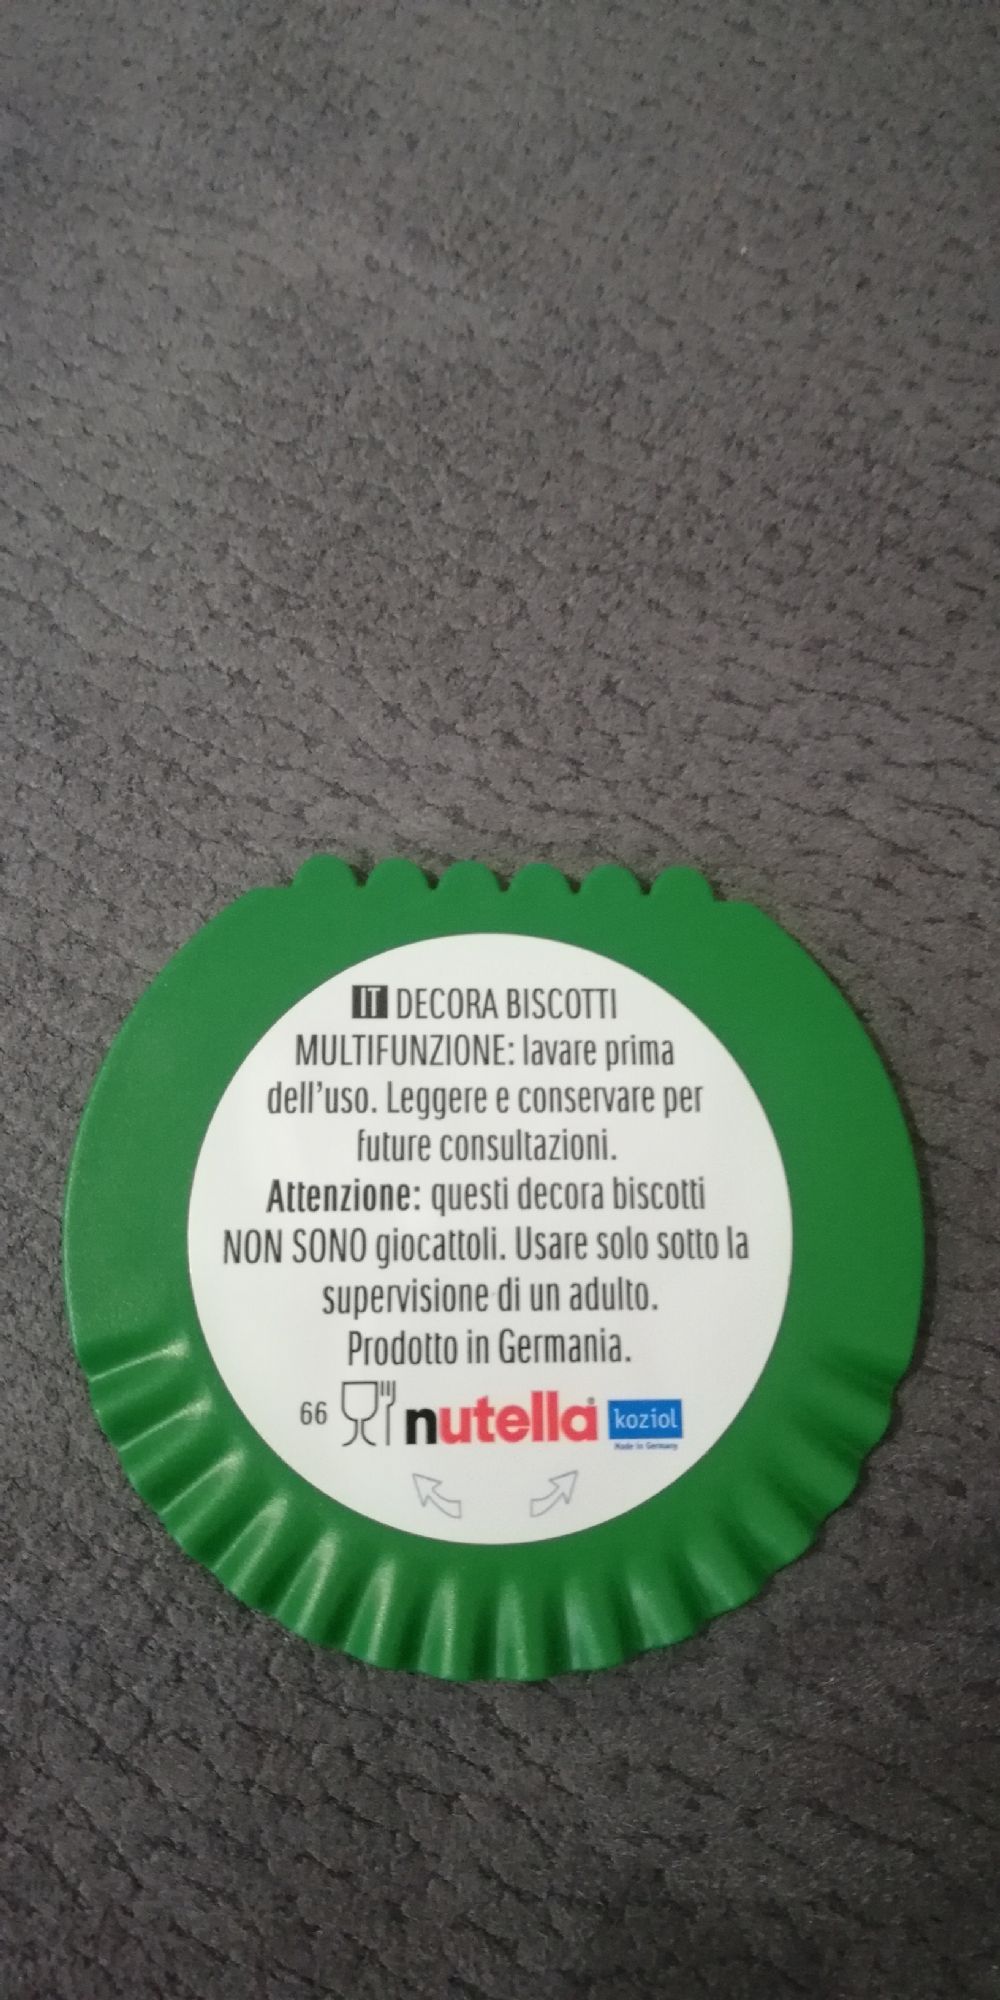 IT DECORA BISCOTTI
MULTIFUNZIONE: lavare prima
dell'uso. Leggere e conservare per
future consultazioni.
Attenzione: questi decora biscotti
NON SONO giocattoli. Usare solo sotto la
supervisione di un adulto.
Prodotto in Germania.
66 nutella® koziol
Made in Germany